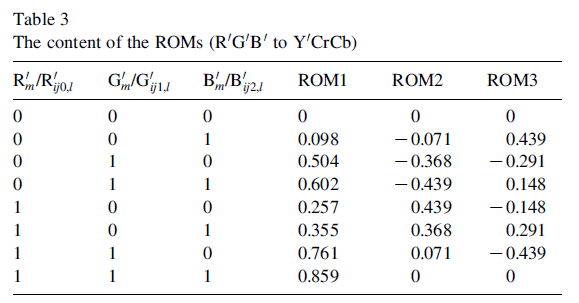 Table 3
The content of the ROMs (R′G′B′ to Y′CrCb)
R′m/R′ij0,l G′m/G′ij1,l B′m/B′ij2,l ROM1 ROM2 ROM3
0 0 0 0 0 0
0 0 1 0.098 −0.071 0.439
0 1 0 0.504 −0.368 −0.291
0 1 1 0.602 −0.439 0.148
1 0 0 0.257 0.439 −0.148
1 0 1 0.355 0.368 0.291
1 1 0 0.761 0.071 −0.439
1 1 1 0.859 0 0